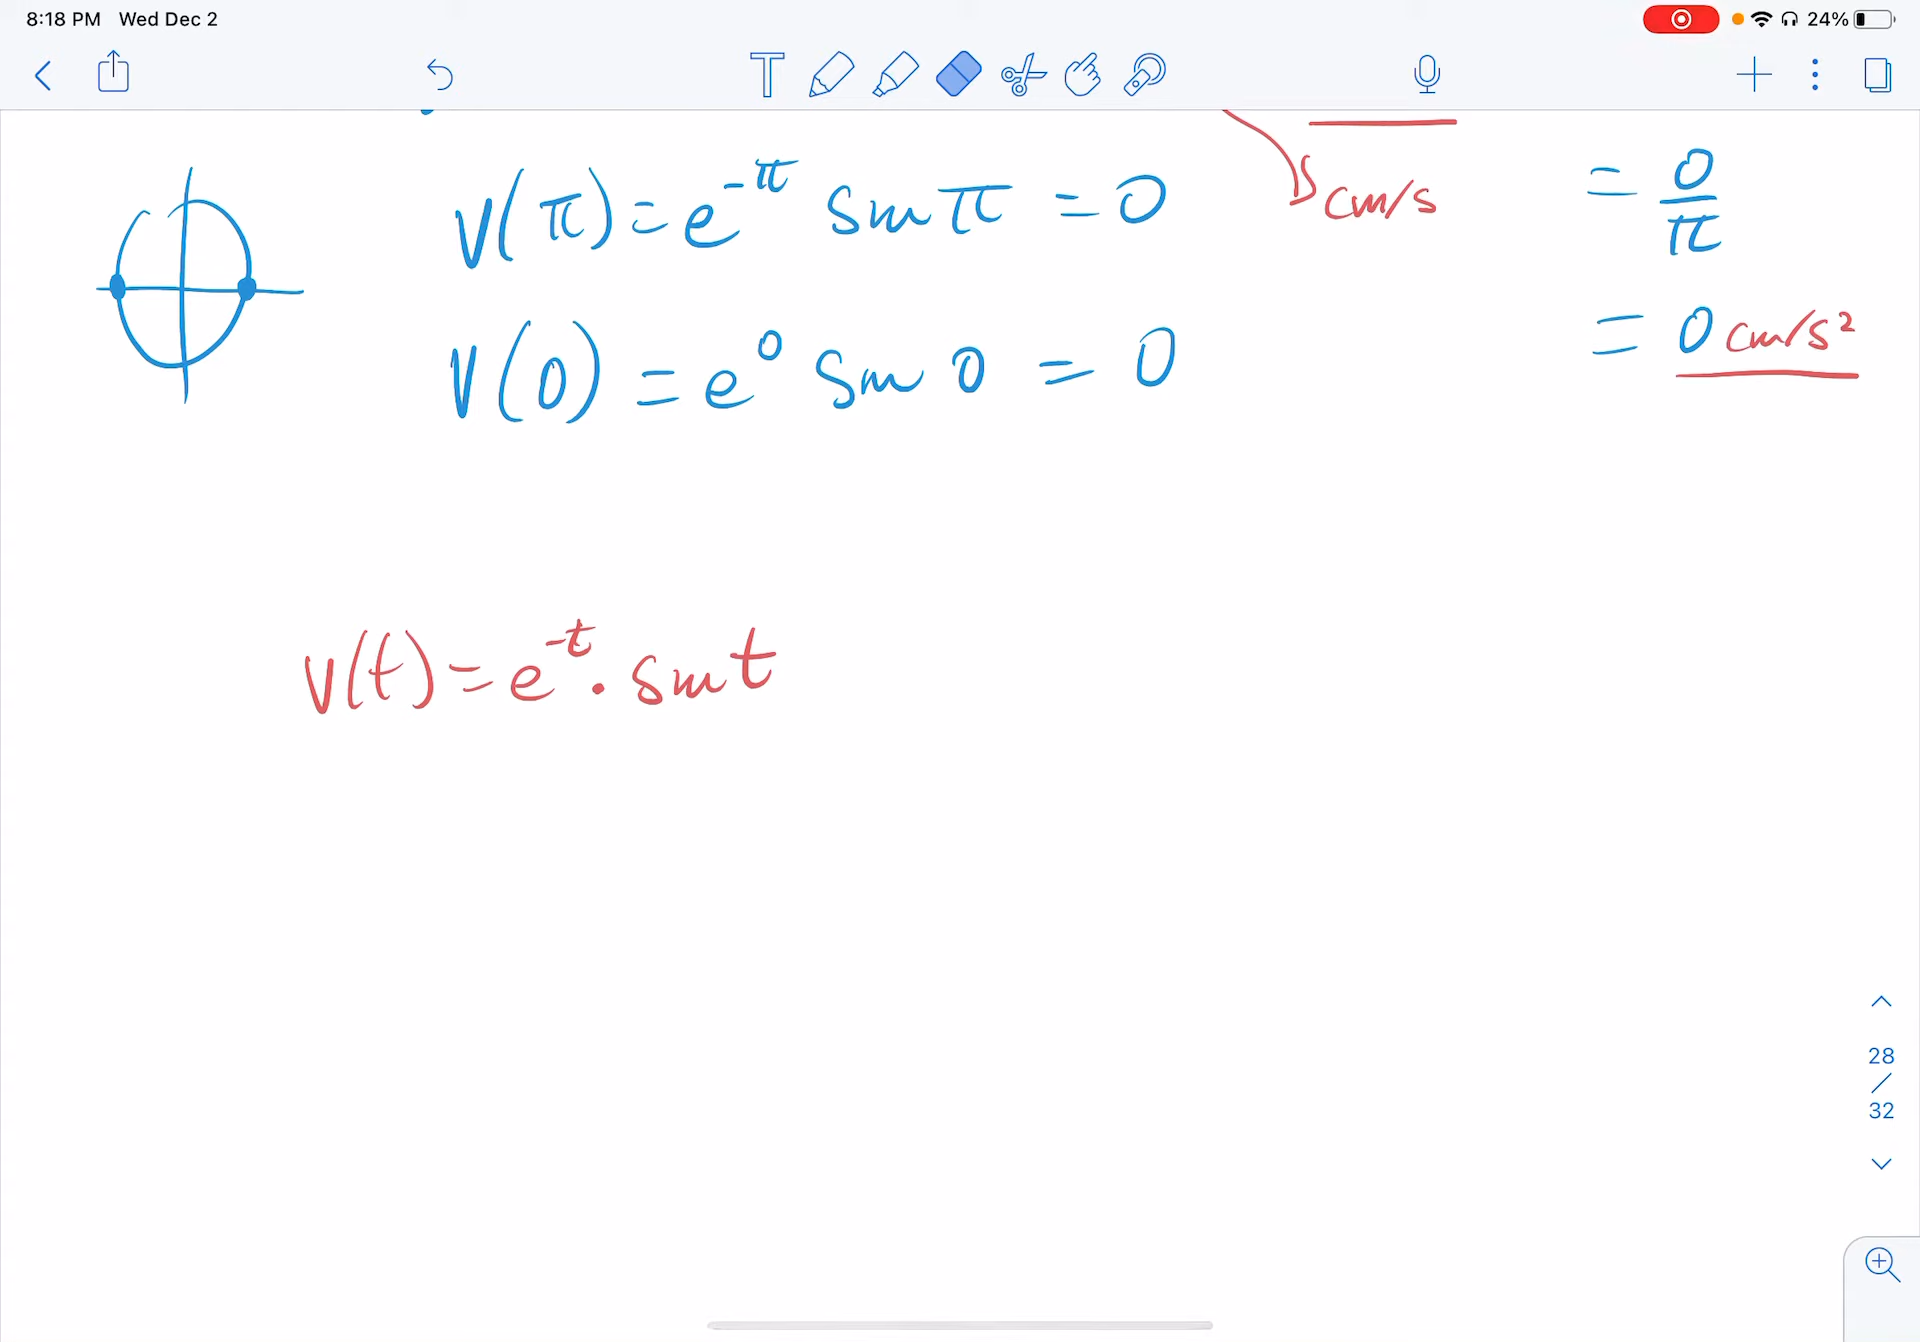 8:18 PM Wed Dec 2
24%
T
V(π) = e^-π sin π = 0
cm/s
= 0/π
V(0) = e^0 sin 0 = 0
= 0 cm/s²
V(t) = e^-t · sin t
28
/
32